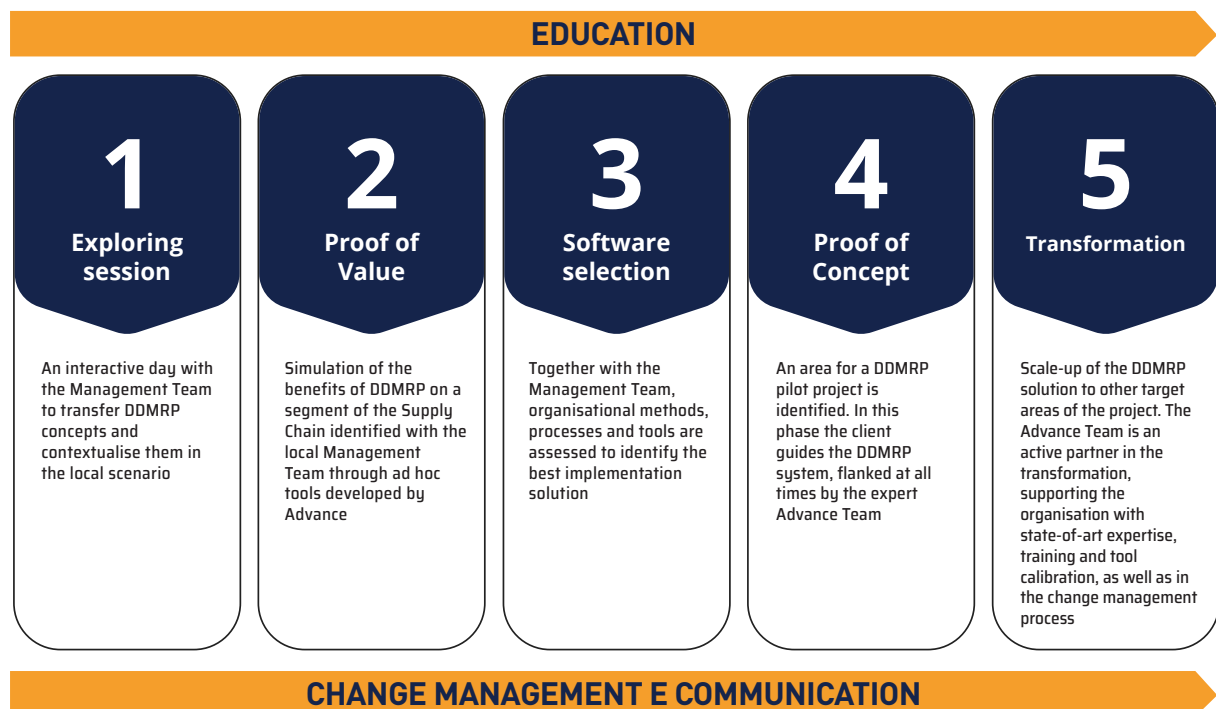 EDUCATION
1
Exploring
session
An interactive day with
the Management Team
to transfer DDMRP
concepts and
contextualise them in
the local scenario
2
Proof of
Value
Simulation of the
benefits of DDMRP on a
segment of the Supply
Chain identified with the
local Management
Team through ad hoc
tools developed by
Advance
3
Software
selection
Together with the
Management Team,
organisational methods,
processes and tools are
assessed to identify the
best implementation
solution
4
Proof of
Concept
An area for a DDMRP
pilot project is
identified. In this
phase the client
guides the DDMRP
system, flanked at all
times by the expert
Advance Team
5
Transformation
Scale-up of the DDMRP
solution to other target
areas of the project. The
Advance Team is an
active partner in the
transformation,
supporting the
organisation with
state-of-art expertise,
training and tool
calibration, as well as in
the change management
process
CHANGE MANAGEMENT E COMMUNICATION